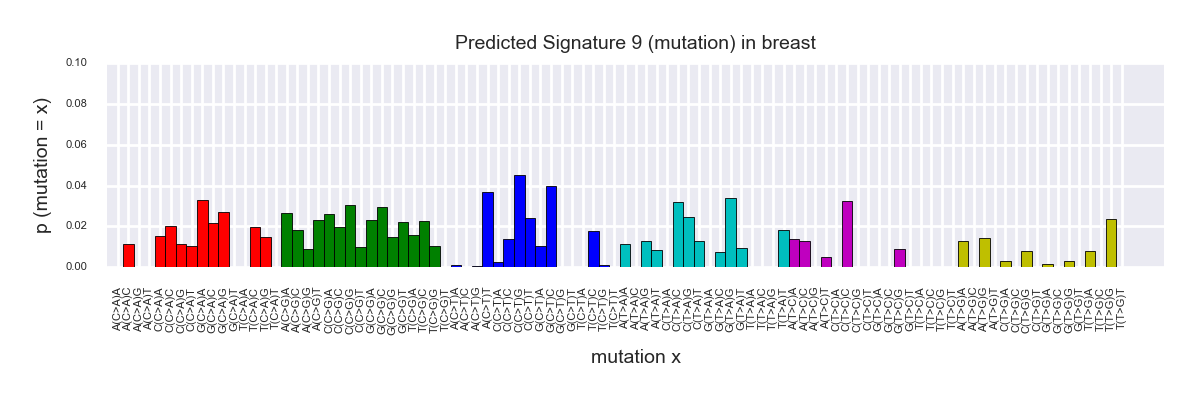 Predicted Signature 9 (mutation) in breast
p (mutation = x)
0.10
0.08
0.06
0.04
0.02
0.00
A(C>A)A
A(C>A)C
A(C>A)G
A(C>A)T
C(C>A)A
C(C>A)C
C(C>A)G
C(C>A)T
G(C>A)A
G(C>A)C
G(C>A)G
G(C>A)T
T(C>A)A
T(C>A)C
T(C>A)G
T(C>A)T
A(C>G)A
A(C>G)C
A(C>G)G
A(C>G)T
C(C>G)A
C(C>G)C
C(C>G)G
C(C>G)T
G(C>G)A
G(C>G)C
G(C>G)G
G(C>G)T
T(C>G)A
T(C>G)C
T(C>G)G
T(C>G)T
A(C>T)A
A(C>T)C
A(C>T)G
A(C>T)T
C(C>T)A
C(C>T)C
C(C>T)G
C(C>T)T
G(C>T)A
G(C>T)C
G(C>T)G
G(C>T)T
T(C>T)A
T(C>T)C
T(C>T)G
T(C>T)T
A(T>A)A
A(T>A)C
A(T>A)G
A(T>A)T
C(T>A)A
C(T>A)C
C(T>A)G
C(T>A)T
G(T>A)A
G(T>A)C
G(T>A)G
G(T>A)T
T(T>A)A
T(T>A)C
T(T>A)G
T(T>A)T
A(T>C)A
A(T>C)C
A(T>C)G
A(T>C)T
C(T>C)A
C(T>C)C
C(T>C)G
C(T>C)T
G(T>C)A
G(T>C)C
G(T>C)G
G(T>C)T
T(T>C)A
T(T>C)C
T(T>C)G
T(T>C)T
A(T>G)A
A(T>G)C
A(T>G)G
A(T>G)T
C(T>G)A
C(T>G)C
C(T>G)G
C(T>G)T
G(T>G)A
G(T>G)C
G(T>G)G
G(T>G)T
T(T>G)A
T(T>G)C
T(T>G)G
T(T>G)T
mutation x